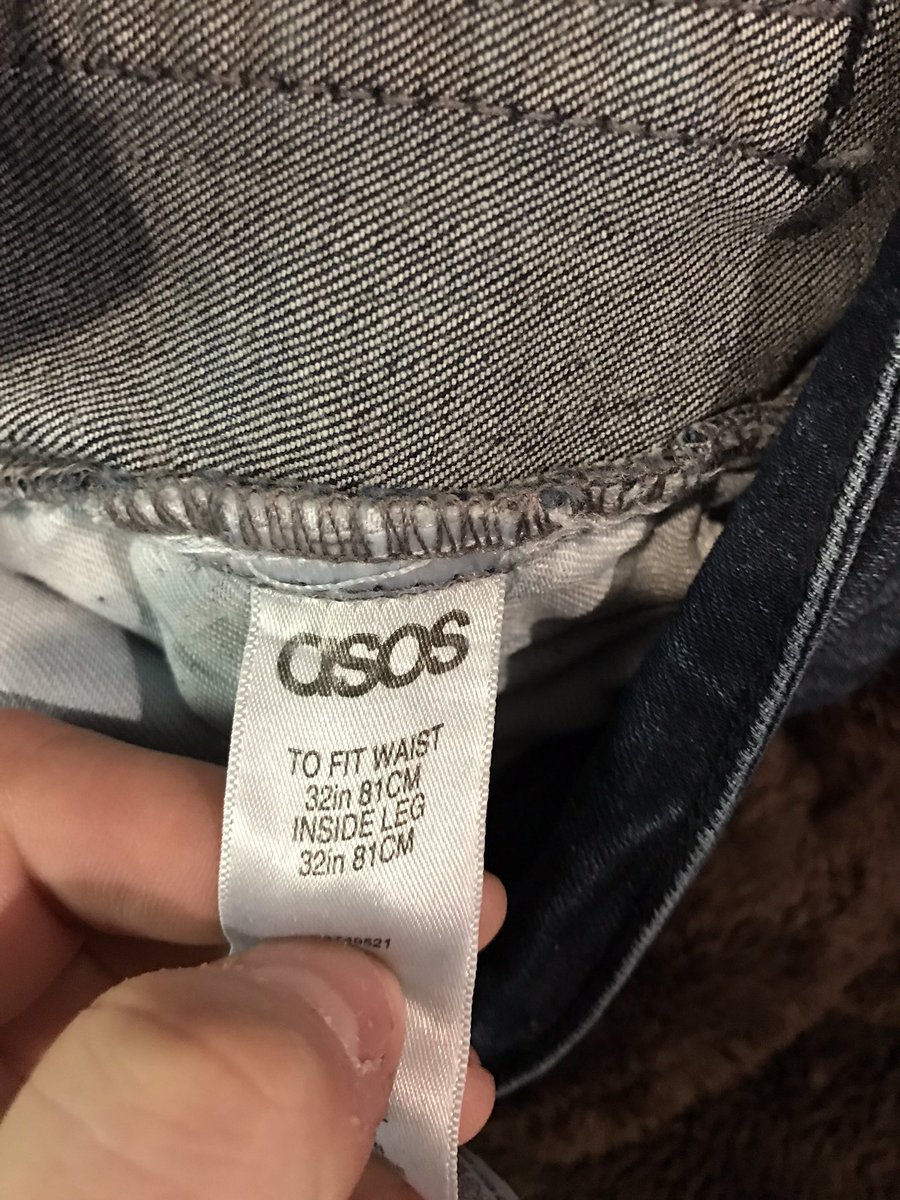 asos
TO FIT WAIST
32in 81CM
INSIDE LEG
32in 81CM